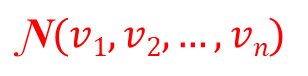 𝒩(v₁, v₂, …, vₙ)